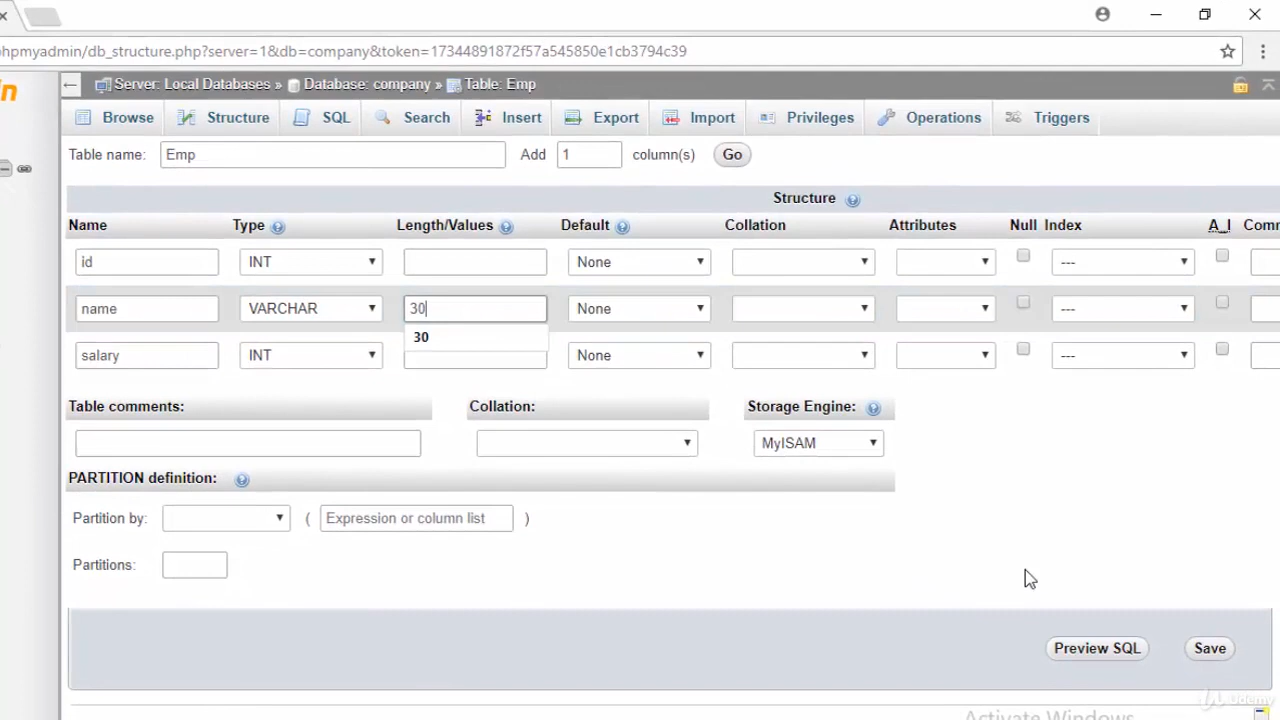 hpmyadmin/db_structure.php?server=1&db=company&token=17344891872f57a545850e1cb3794c39
n
Server: Local Databases » Database: company » Table: Emp
Browse Structure SQL Search Insert Export Import Privileges Operations Triggers
Table name: Emp Add 1 column(s) Go
Structure
Name Type Length/Values Default Collation Attributes Null Index A_I Comm
id INT None ---
name VARCHAR 30 None ---
30
salary INT None ---
Table comments: Collation: Storage Engine:
MyISAM
PARTITION definition:
Partition by: ( Expression or column list )
Partitions:
Preview SQL Save
Udemy
Activate Windows